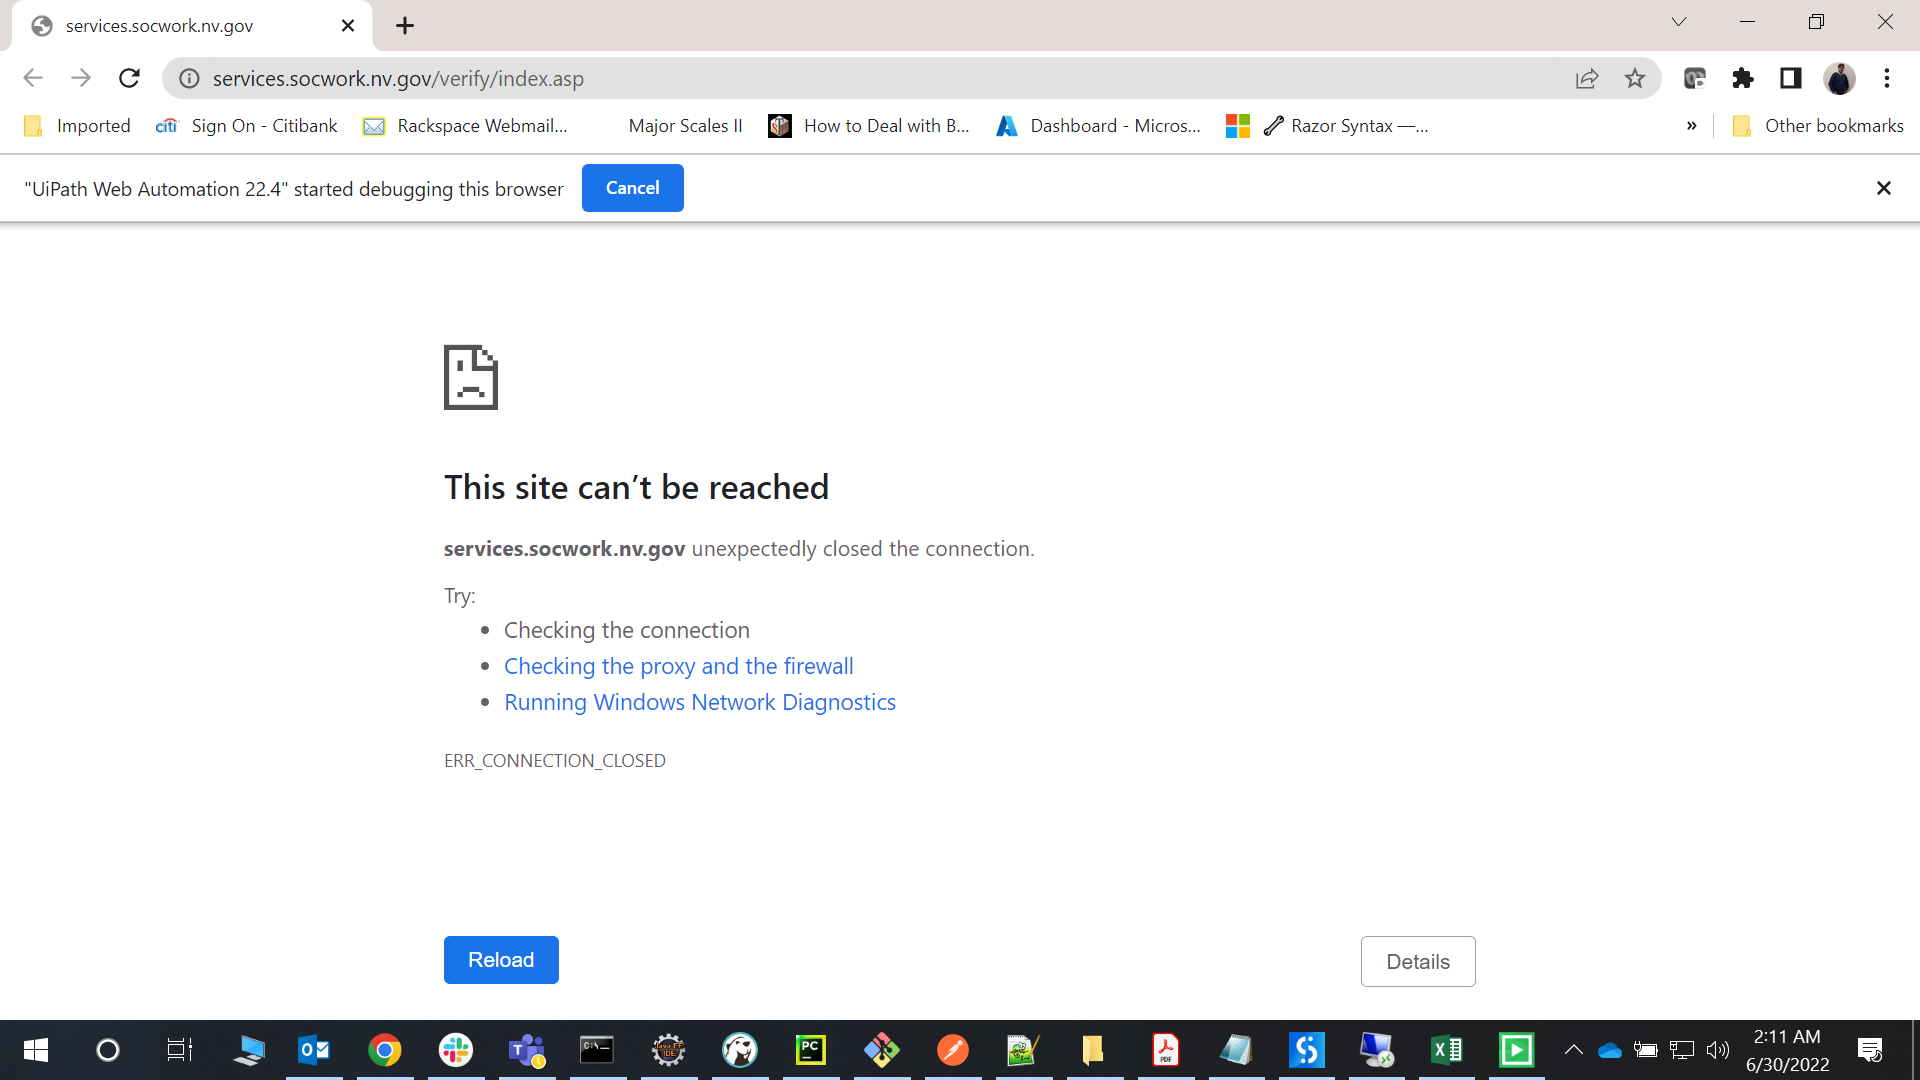 services.socwork.nv.gov
services.socwork.nv.gov/verify/index.asp
Imported
citi Sign On - Citibank
Rackspace Webmail...
Major Scales II
How to Deal with B...
Dashboard - Micros...
Razor Syntax —...
»
Other bookmarks
"UiPath Web Automation 22.4" started debugging this browser
Cancel
This site can’t be reached
services.socwork.nv.gov unexpectedly closed the connection.
Try:
• Checking the connection
• Checking the proxy and the firewall
• Running Windows Network Diagnostics
ERR_CONNECTION_CLOSED
Reload
Details
2:11 AM
6/30/2022